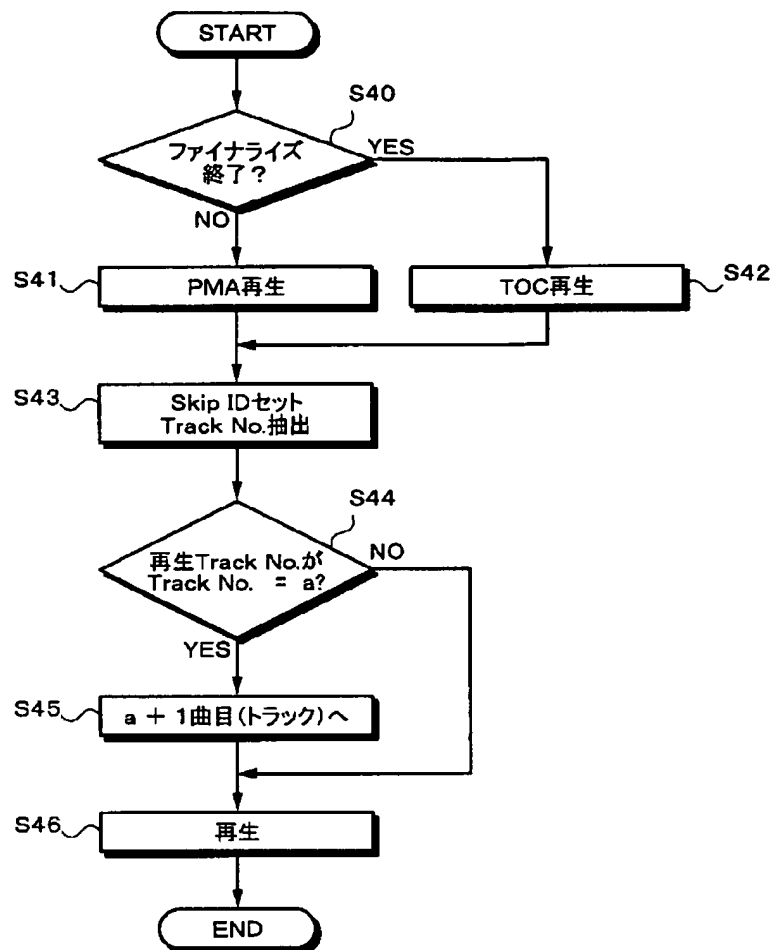 START
S40
ファイナライズ
終了？
YES
NO
S41
PMA再生
TOC再生
S42
S43
Skip IDセット
Track No.抽出
S44
再生Track No.が
Track No. = a?
NO
YES
S45
a + 1曲目(トラック)へ
S46
再生
END